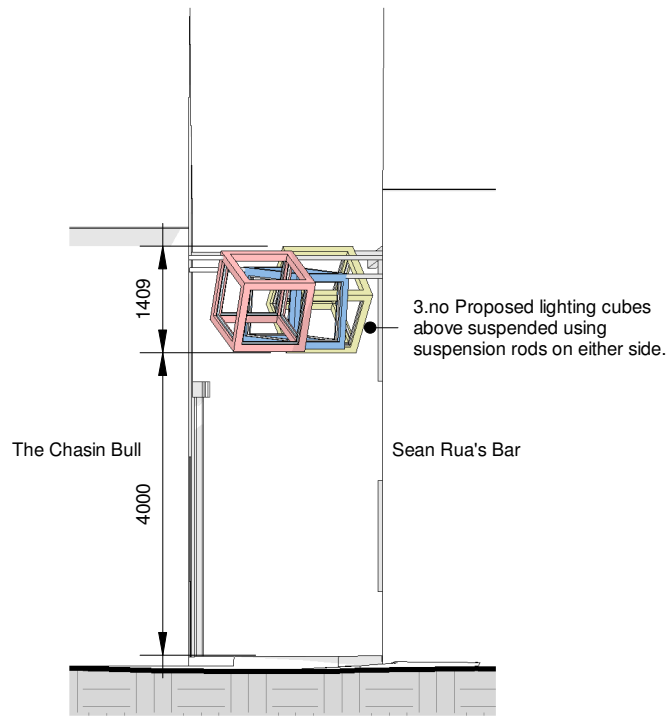 1409
3.no Proposed lighting cubes
above suspended using
suspension rods on either side.
The Chasin Bull
Sean Rua's Bar
4000